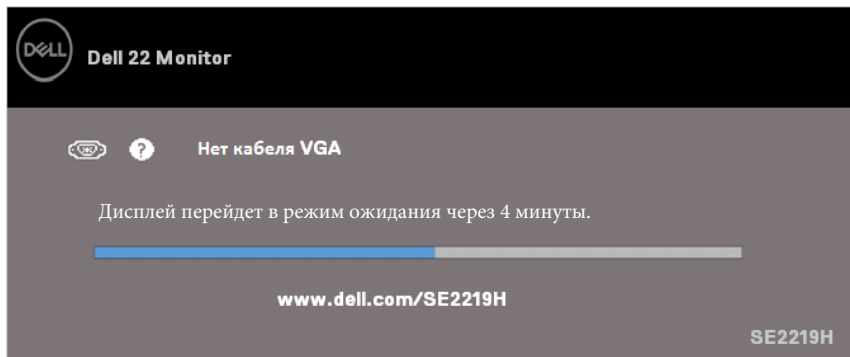 DELL
Dell 22 Monitor
? Нет кабеля VGA
Дисплей перейдет в режим ожидания через 4 минуты.
www.dell.com/SE2219H
SE2219H